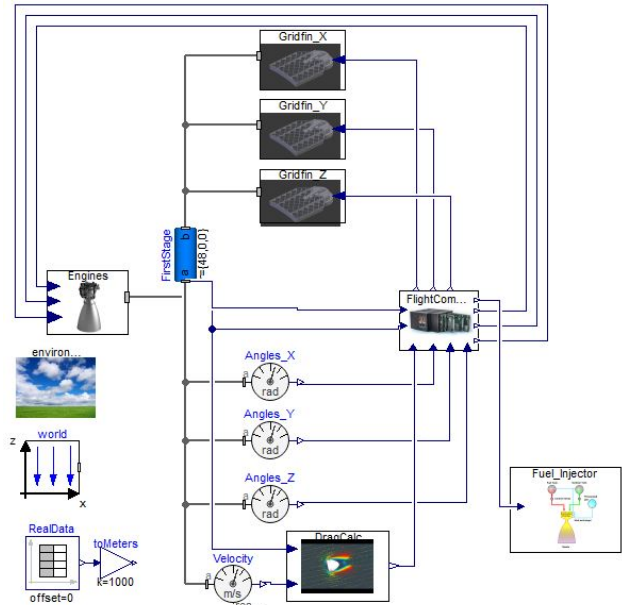 Gridfin_X
Gridfin_Y
Gridfin_Z
FirstStage
b
a
={48,0,0}
Engines
FlightCom...
environ...
Angles_X
a
rad
Angles_Y
a
rad
world
z
x
Angles_Z
a
rad
Fuel_Injector
RealData
offset=0
toMeters
k=1000
Velocity
a
m/s
DragCalc